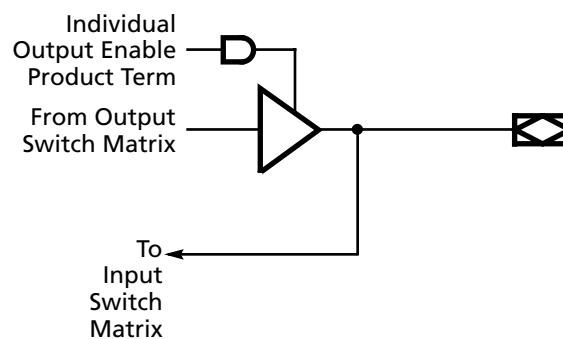 Individual
Output Enable
Product Term
From Output
Switch Matrix
To
Input
Switch
Matrix